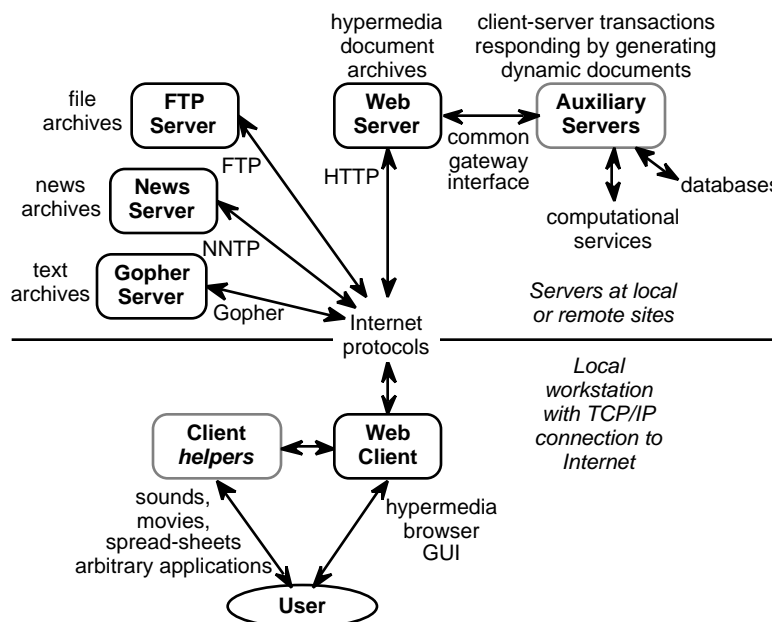 hypermedia
document
archives
client-server transactions
responding by generating
dynamic documents
file
archives
FTP
Server
Web
Server
Auxiliary
Servers
common
gateway
interface
FTP
HTTP
news
archives
News
Server
databases
computational
services
NNTP
text
archives
Gopher
Server
Gopher
Servers at local
or remote sites
Internet
protocols
Local
workstation
with TCP/IP
connection to
Internet
Client
helpers
Web
Client
sounds,
movies,
spread-sheets
arbitrary applications
hypermedia
browser
GUI
User